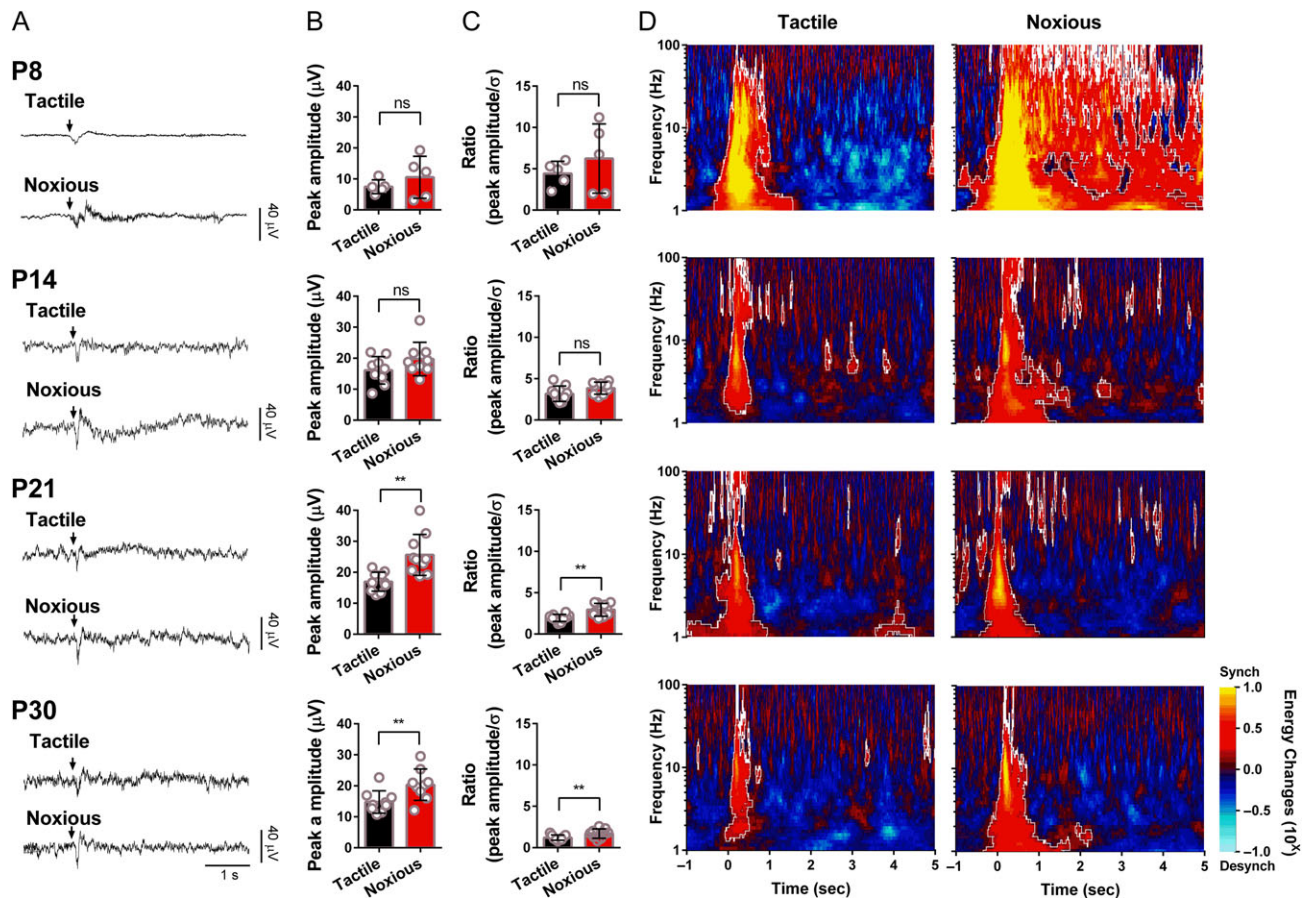 A
B
C
D
Tactile
Noxious
P8
Tactile
Noxious
40 µV
Peak amplitude (µV)
40
30
20
10
0
ns
Tactile
Noxious
Ratio
(peak amplitude/σ)
15
10
5
0
ns
Tactile
Noxious
Frequency (Hz)
100
10
1
P14
Tactile
Noxious
40 µV
Peak amplitude (µV)
40
30
20
10
0
ns
Tactile
Noxious
Ratio
(peak amplitude/σ)
15
10
5
0
ns
Tactile
Noxious
Frequency (Hz)
100
10
1
P21
Tactile
Noxious
40 µV
Peak amplitude (µV)
40
30
20
10
0
**
Tactile
Noxious
Ratio
(peak amplitude/σ)
15
10
5
0
**
Tactile
Noxious
Frequency (Hz)
100
10
1
P30
Tactile
Noxious
40 µV
1 s
Peak a mplitude (µV)
40
30
20
10
0
**
Tactile
Noxious
Ratio
(peak amplitude/σ)
15
10
5
0
**
Tactile
Noxious
Frequency (Hz)
100
10
1
–1 0 1 2 3 4 5
Time (sec)
–1 0 1 2 3 4 5
Time (sec)
Synch
1.0
0.5
0.0
–0.5
–1.0
Desynch
Energy Changes (10^X)